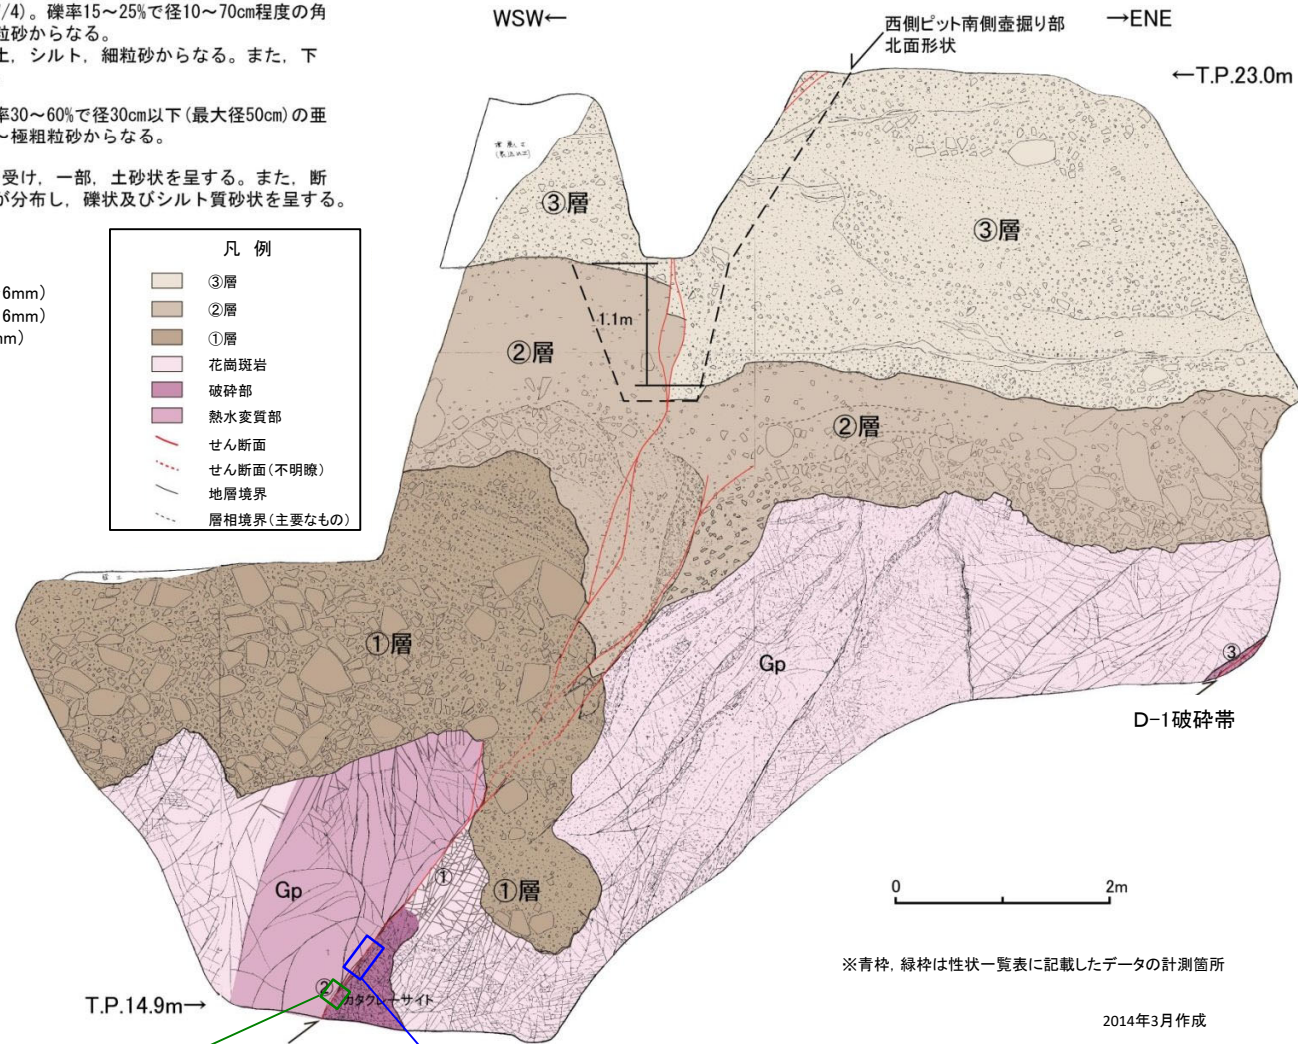 /4)。礫率15～25%で径10～70cm程度の角
粒砂からなる。
土，シルト，細粒砂からなる。また，下
率30～60%で径30cm以下(最大径50cm)の亜
～極粗粒砂からなる。
受け，一部，土砂状を呈する。また，断
が分布し，礫状及びシルト質砂状を呈する。
WSW←
西側ピット南側壺掘り部
北面形状
→ENE
←T.P.23.0m
凡 例
③層
②層
①層
花崗斑岩
破砕部
熱水変質部
せん断面
せん断面(不明瞭)
地層境界
層相境界(主要なもの)
6mm)
6mm)
mm)
③層
③層
1.1m
②層
②層
①層
Gp
③
D-1破砕帯
①
Gp
①層
0 2m
②
カタクレーサイト
※青枠，緑枠は性状一覧表に記載したデータの計測箇所
T.P.14.9m→
2014年3月作成